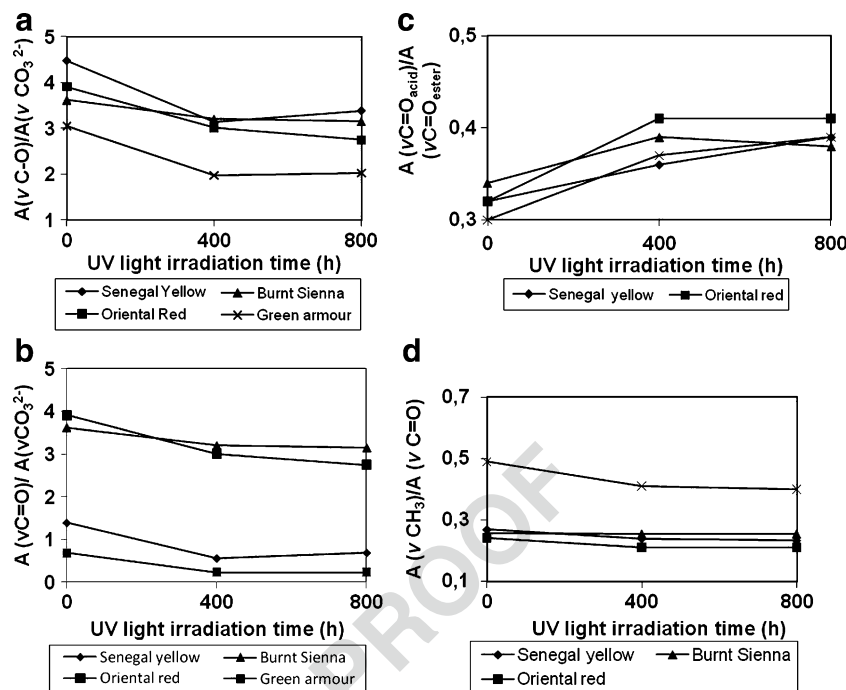 a
A(ν C-O)/A(ν CO₃ ²⁻)
5
4
3
2
1
0
400
800
UV light irradiation time (h)
Senegal Yellow
Burnt Sienna
Oriental Red
Green armour
c
A (νC=Oacid)/A
(νC=Oester)
0,5
0,4
0,3
0
400
800
UV light irradiation time (h)
Senegal yellow
Oriental red
b
A (νC=O)/ A(νCO₃²⁻)
5
4
3
2
1
0
0
400
800
UV light irradiation time (h)
Senegal yellow
Burnt Sienna
Oriental red
Green armour
d
A (ν CH₃)/A (ν C=O)
0,7
0,5
0,3
0,1
0
400
800
UV light irradiation time (h)
Senegal yellow
Burnt Sienna
Oriental red
PROOF